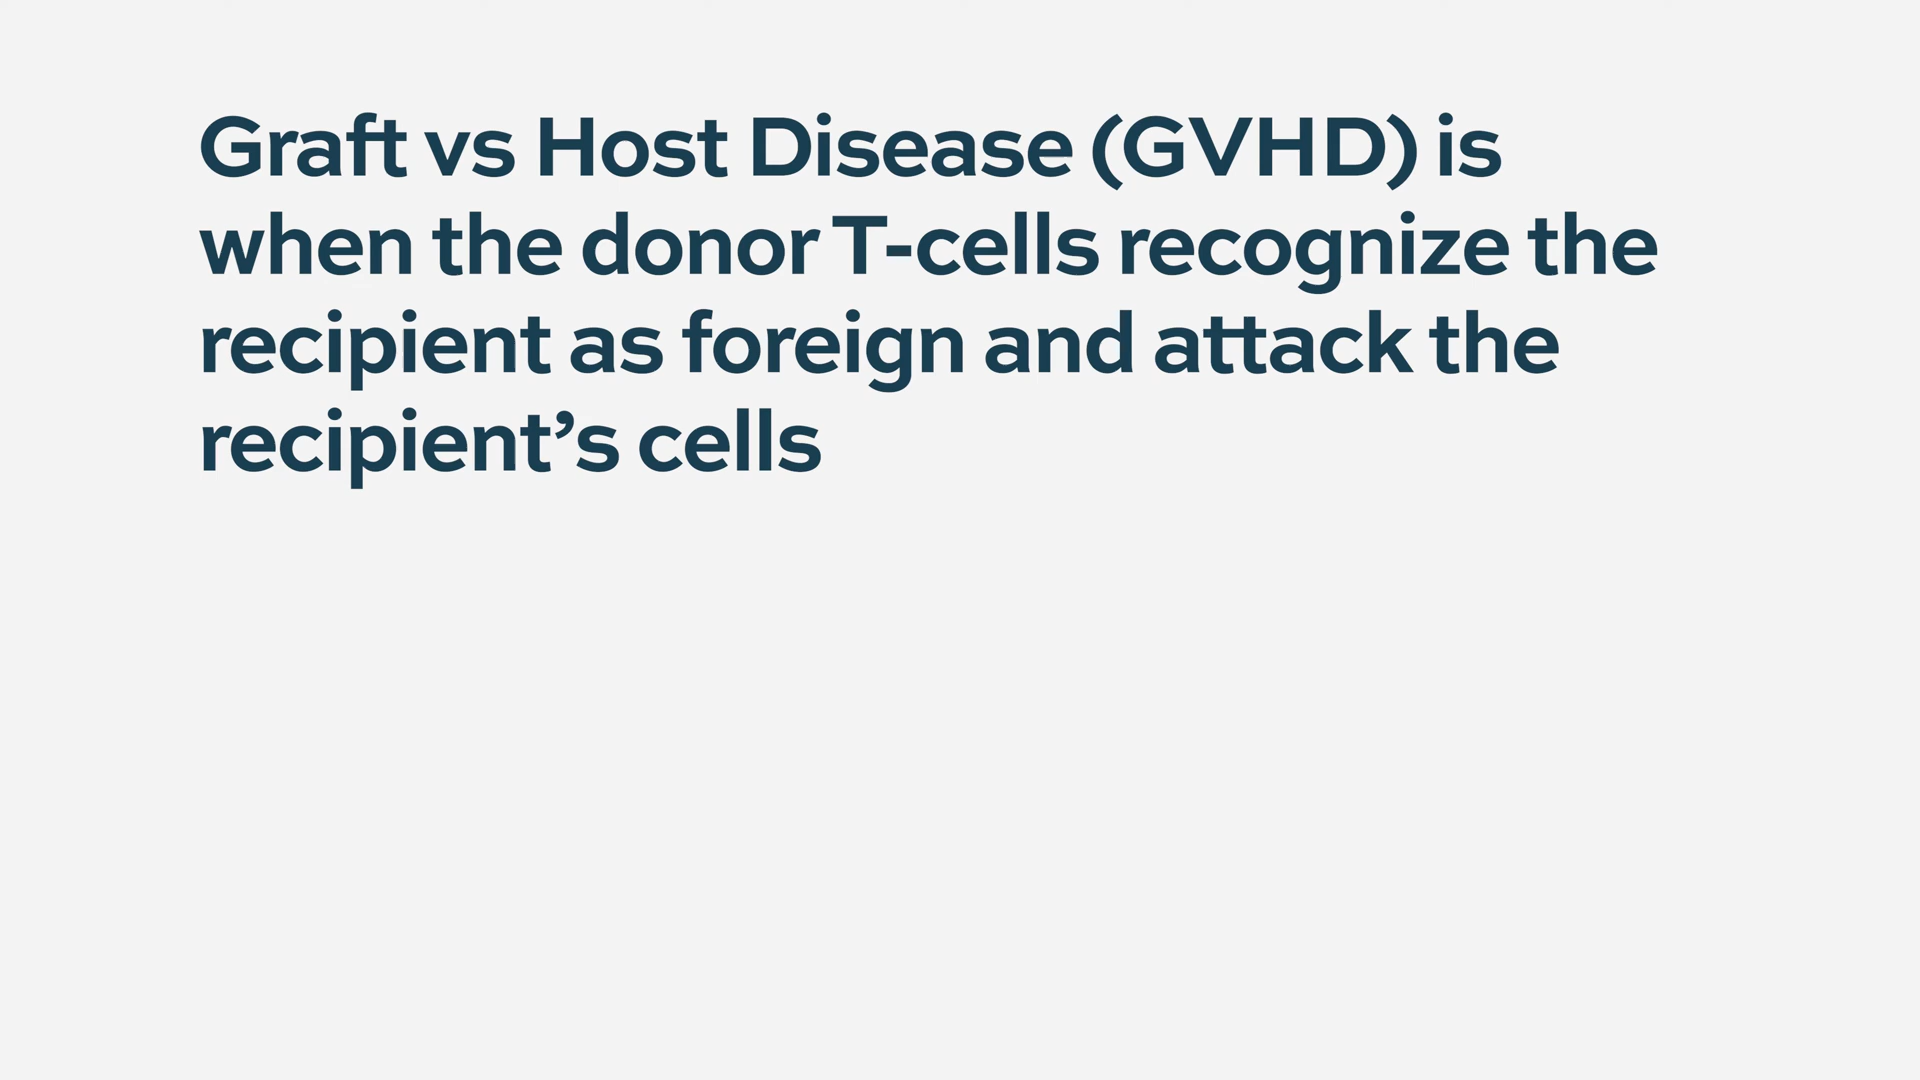 Graft vs Host Disease (GVHD) is
when the donor T-cells recognize the
recipient as foreign and attack the
recipient’s cells